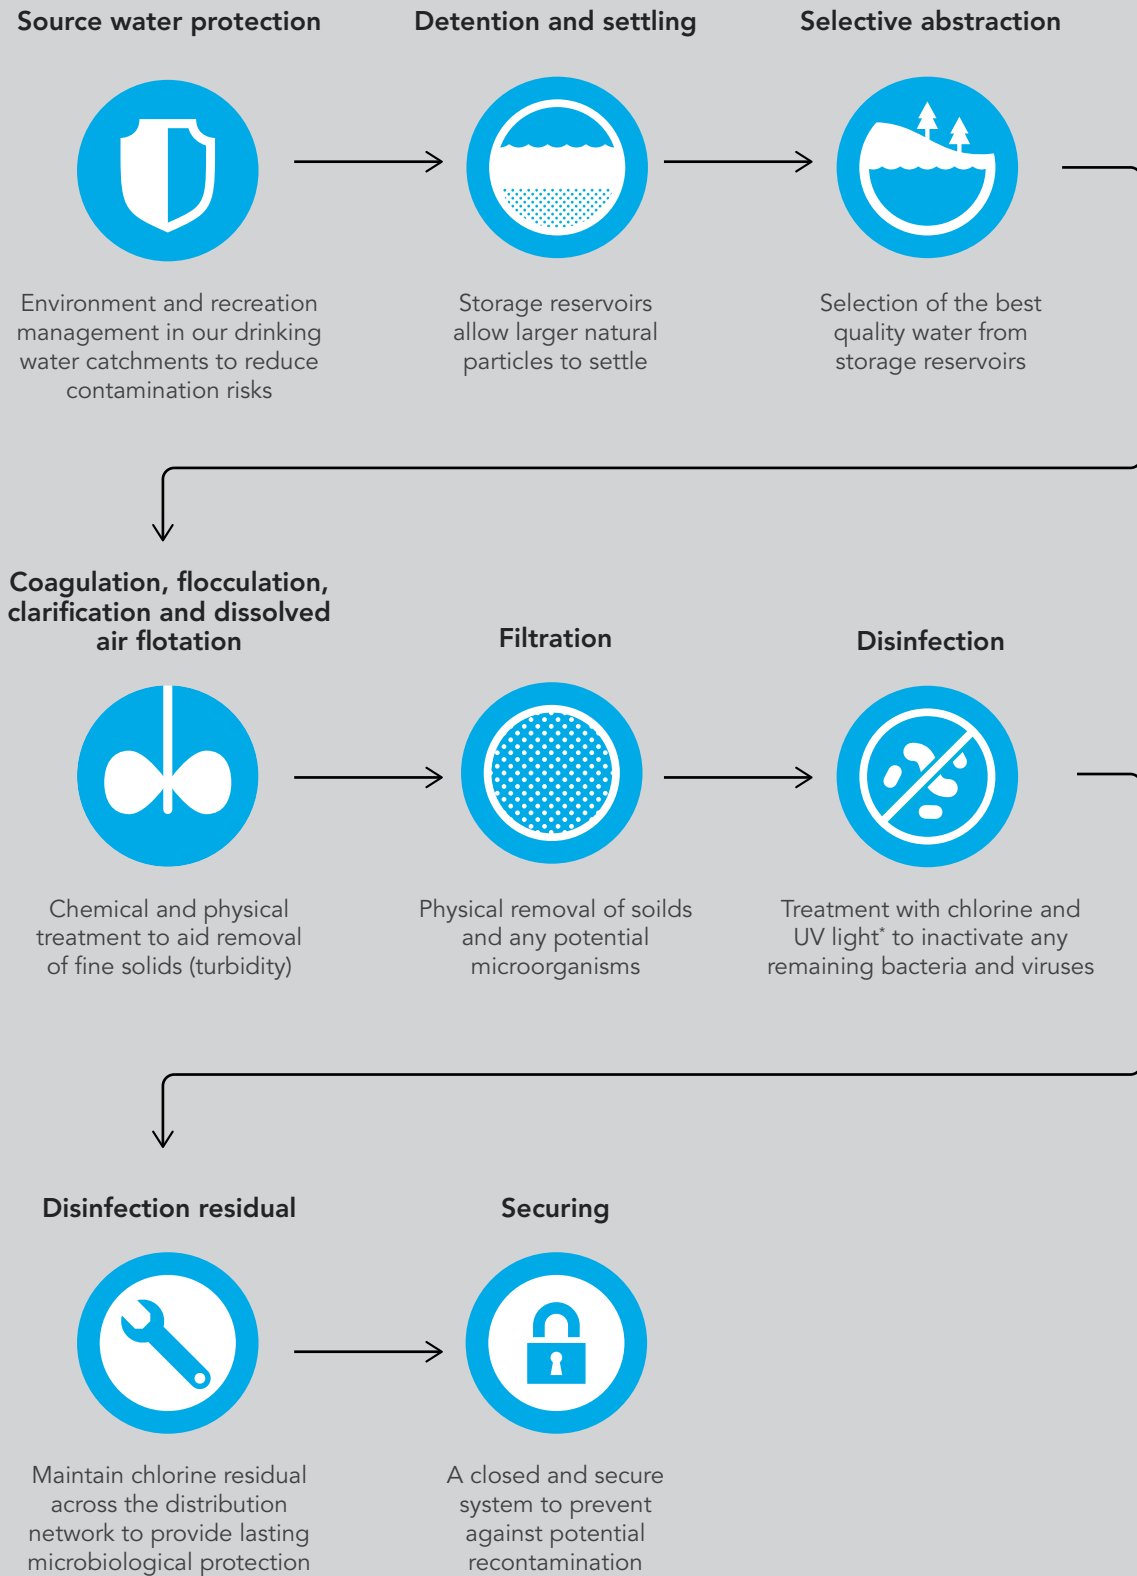 Source water protection
Environment and recreation
management in our drinking
water catchments to reduce
contamination risks
Detention and settling
Storage reservoirs
allow larger natural
particles to settle
Selective abstraction
Selection of the best
quality water from
storage reservoirs
Coagulation, flocculation,
clarification and dissolved
air flotation
Chemical and physical
treatment to aid removal
of fine solids (turbidity)
Filtration
Physical removal of soilds
and any potential
microorganisms
Disinfection
Treatment with chlorine and
UV light* to inactivate any
remaining bacteria and viruses
Disinfection residual
Maintain chlorine residual
across the distribution
network to provide lasting
microbiological protection
Securing
A closed and secure
system to prevent
against potential
recontamination